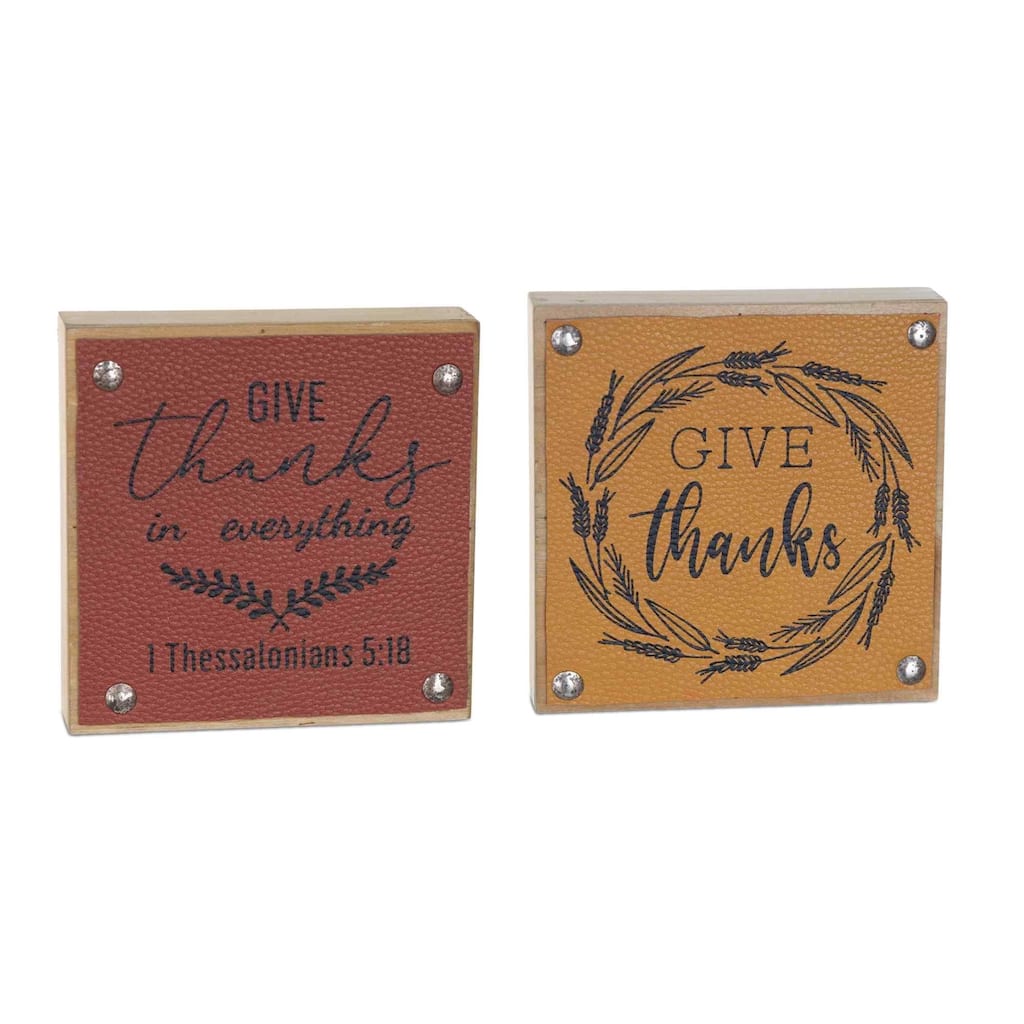 GIVE
thanks
in everything
1 Thessalonians 5:18
GIVE
thanks